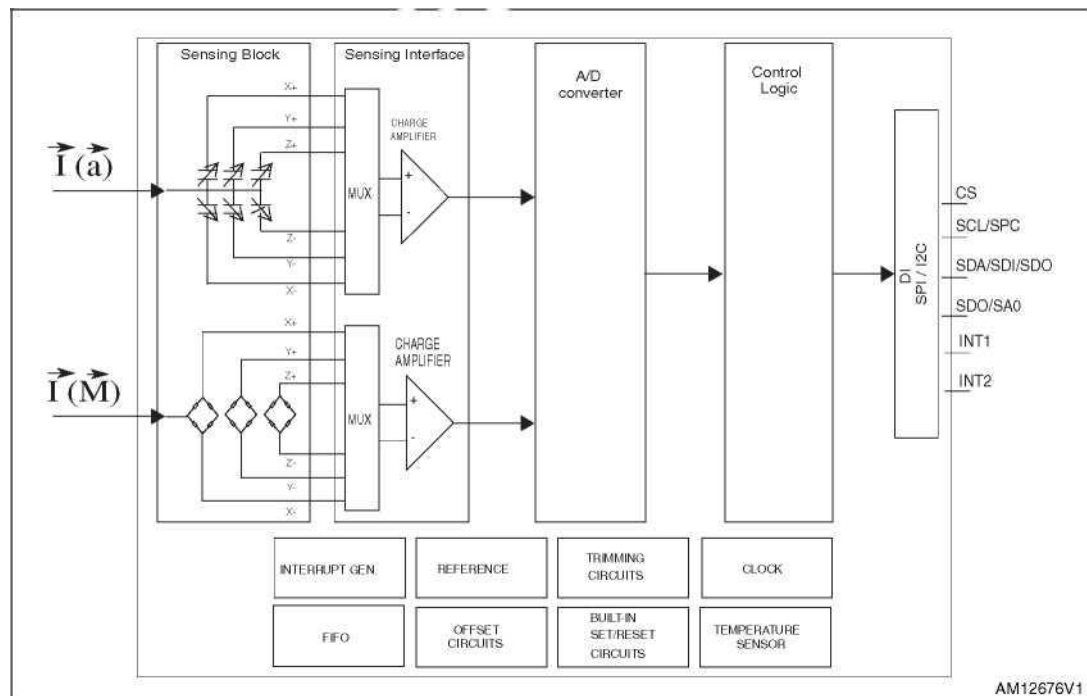 Sensing Block
Sensing Interface
A/D
converter
Control
Logic
X+
Y+
Z+
CHARGE
AMPLIFIER
I (a)
MUX
+
-
Z-
Y-
X-
CS
SCL/SPC
SDA/SDI/SDO
SDO/SA0
INT1
INT2
DI
SPI / I2C
X+
Y+
Z+
CHARGE
AMPLIFIER
I (M)
MUX
+
-
Z-
Y-
X-
INTERRUPT GEN.
REFERENCE
TRIMMING
CIRCUITS
CLOCK
FIFO
OFFSET
CIRCUITS
BUILT-IN
SET/RESET
CIRCUITS
TEMPERATURE
SENSOR
AM12676V1